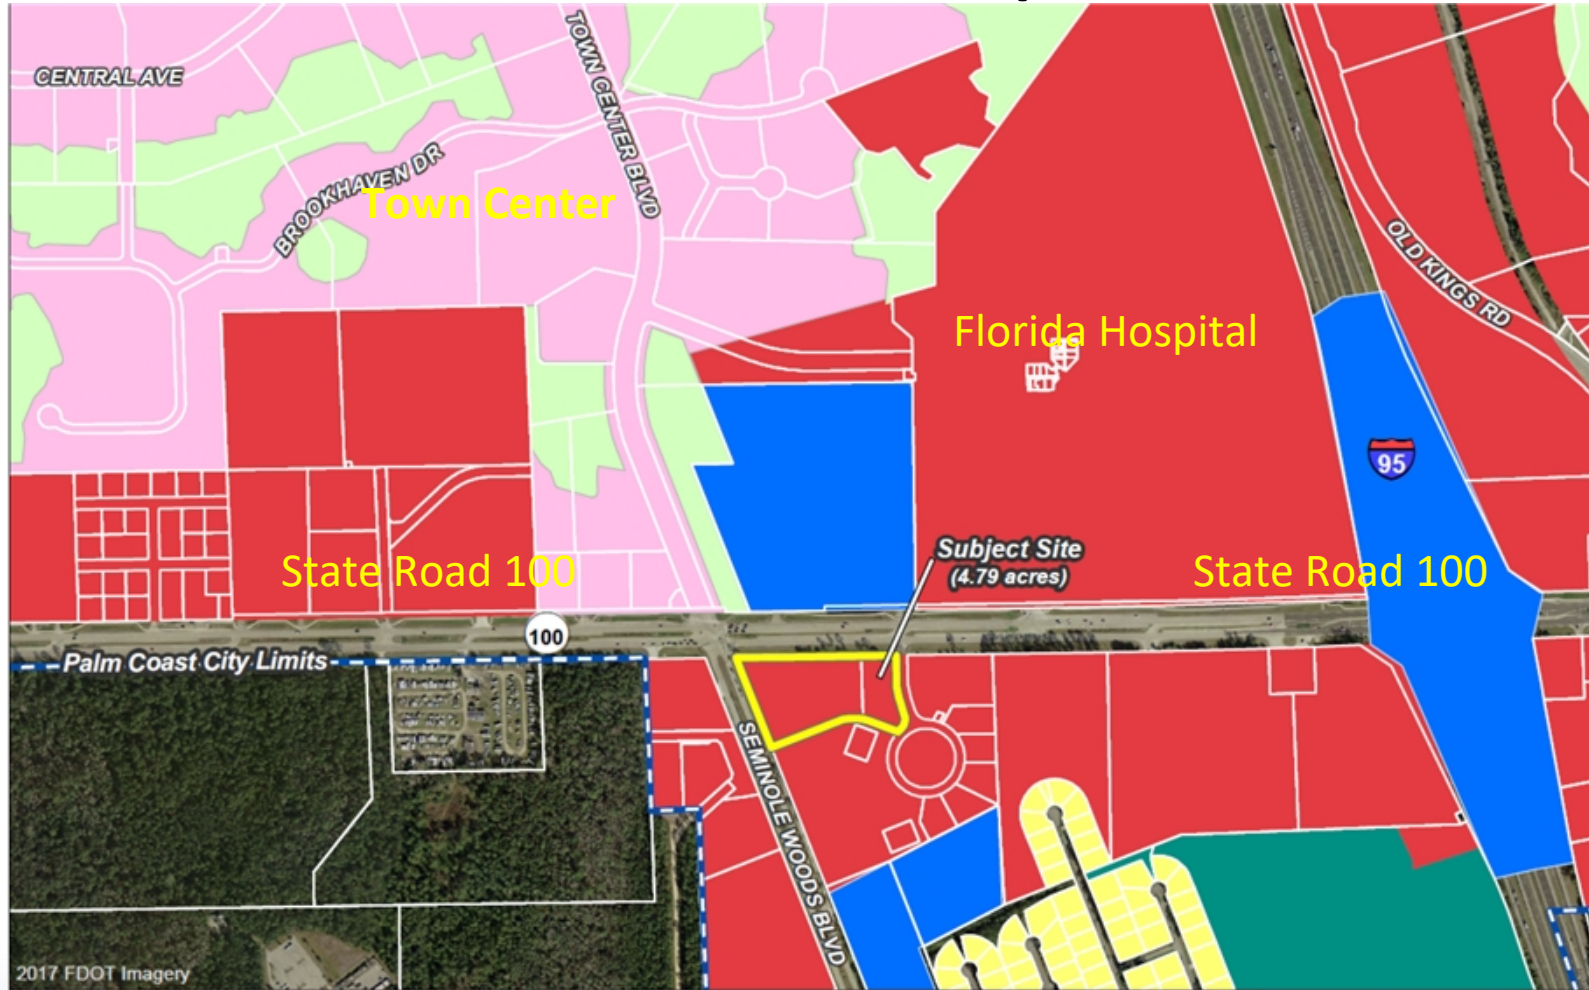 CENTRAL AVE
TOWN CENTER BLVD
BROOKHAVEN DR
Town Center
OLD KINGS RD
Florida Hospital
95
Subject Site
(4.79 acres)
State Road 100
State Road 100
100
Palm Coast City Limits
SEMINOLE WOODS BLVD
2017 FDOT Imagery